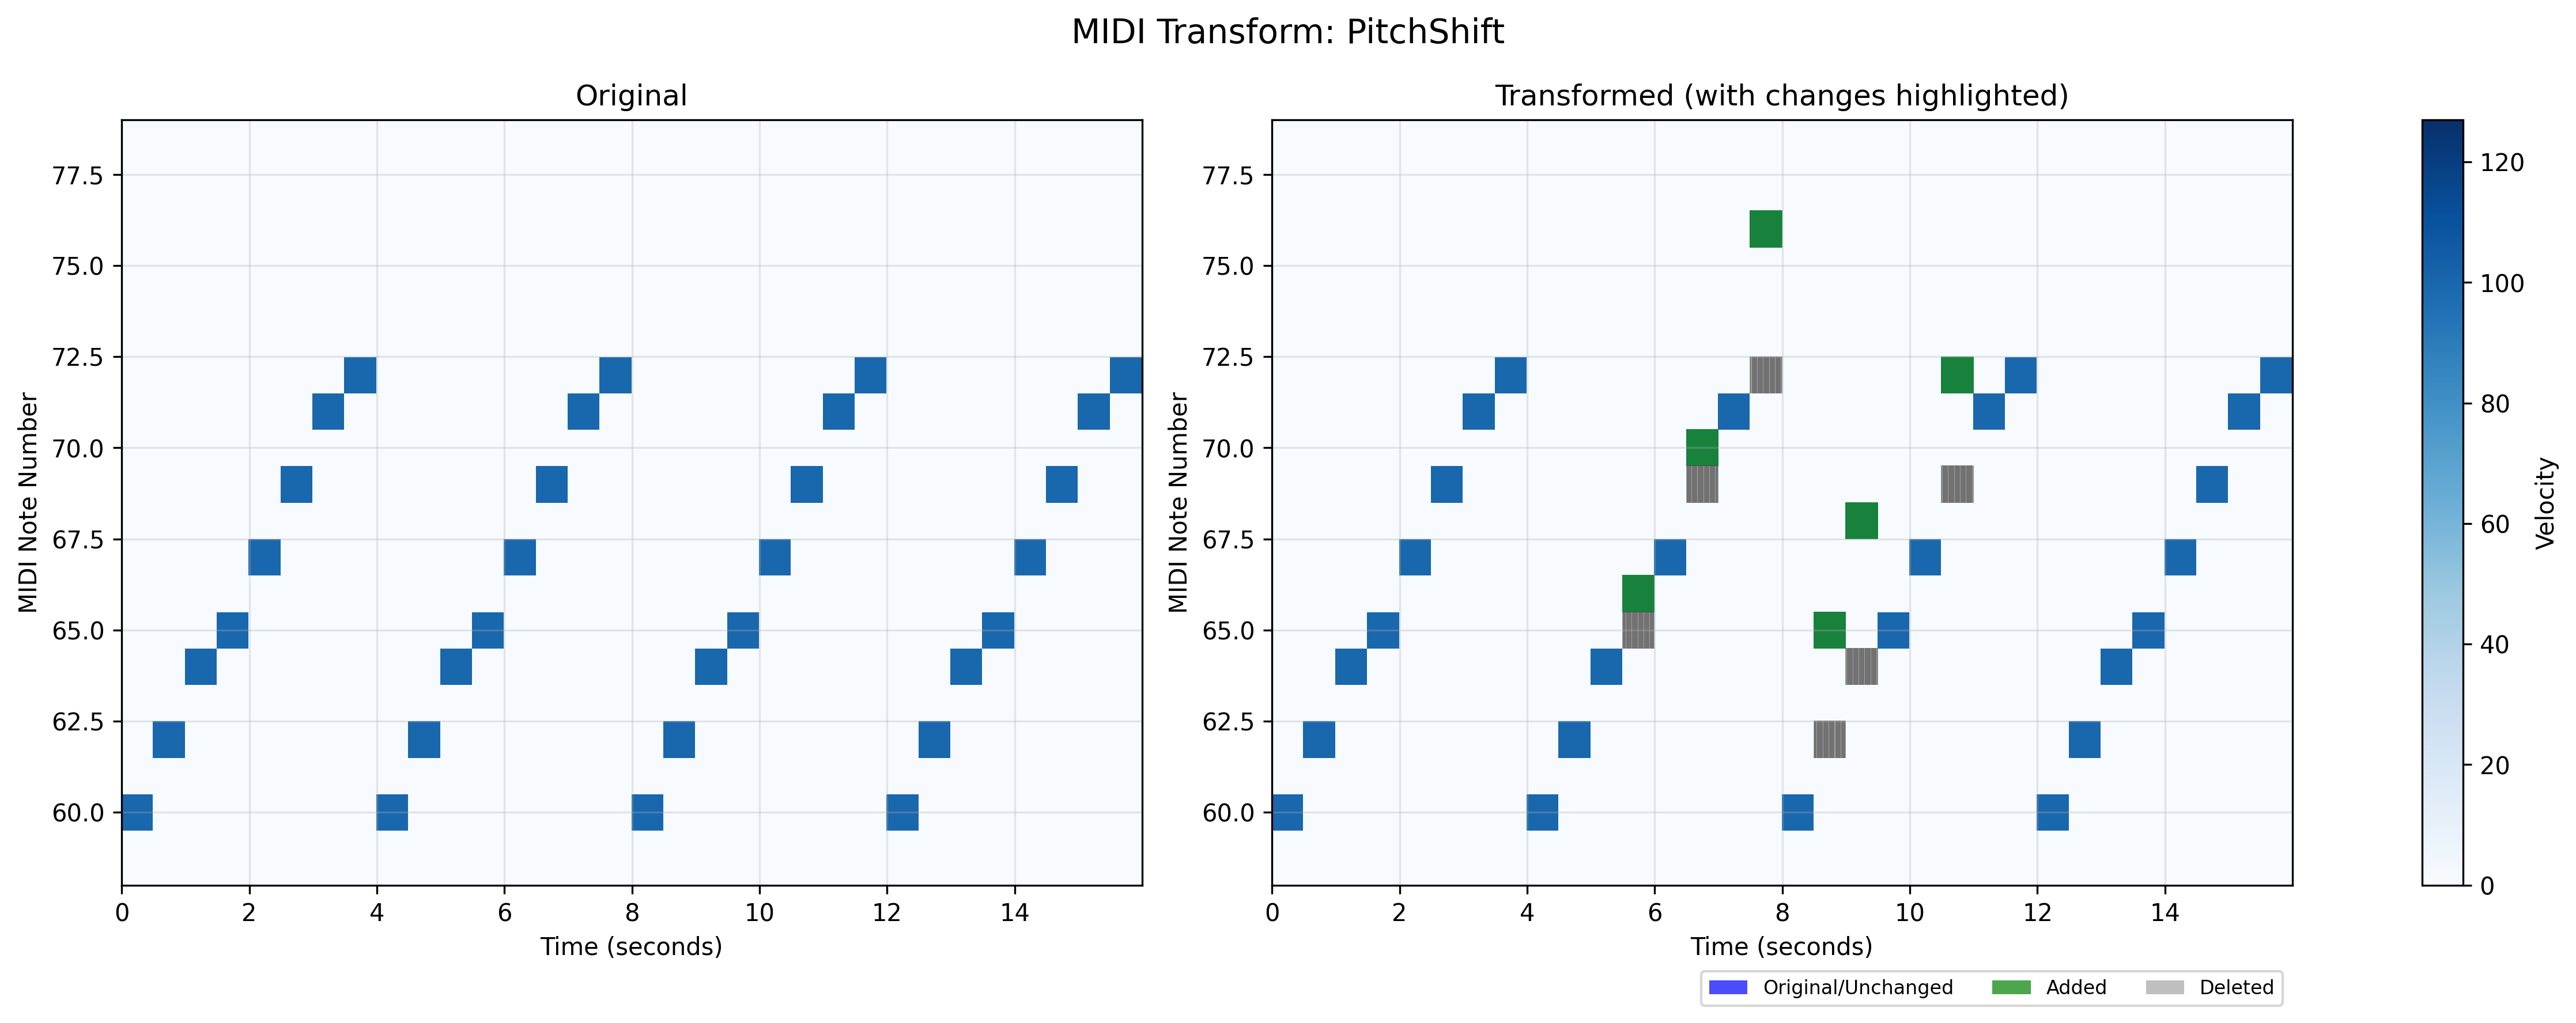 MIDI Transform: PitchShift
Original
MIDI Note Number
77.5
75.0
72.5
70.0
67.5
65.0
62.5
60.0
0 2 4 6 8 10 12 14
Time (seconds)
Transformed (with changes highlighted)
MIDI Note Number
77.5
75.0
72.5
70.0
67.5
65.0
62.5
60.0
0 2 4 6 8 10 12 14
Time (seconds)
Original/Unchanged Added Deleted
120
100
80
60
40
20
0
Velocity